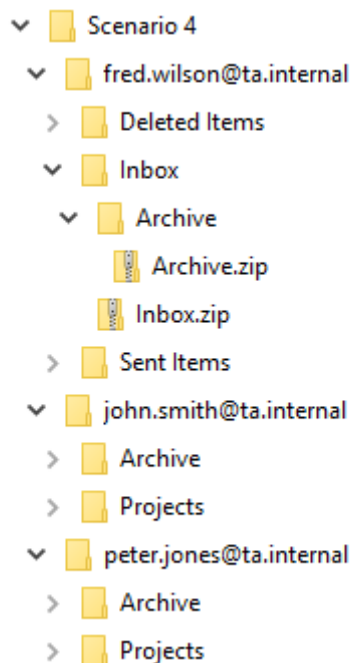 Scenario 4
fred.wilson@ta.internal
Deleted Items
Inbox
Archive
Archive.zip
Inbox.zip
Sent Items
john.smith@ta.internal
Archive
Projects
peter.jones@ta.internal
Archive
Projects